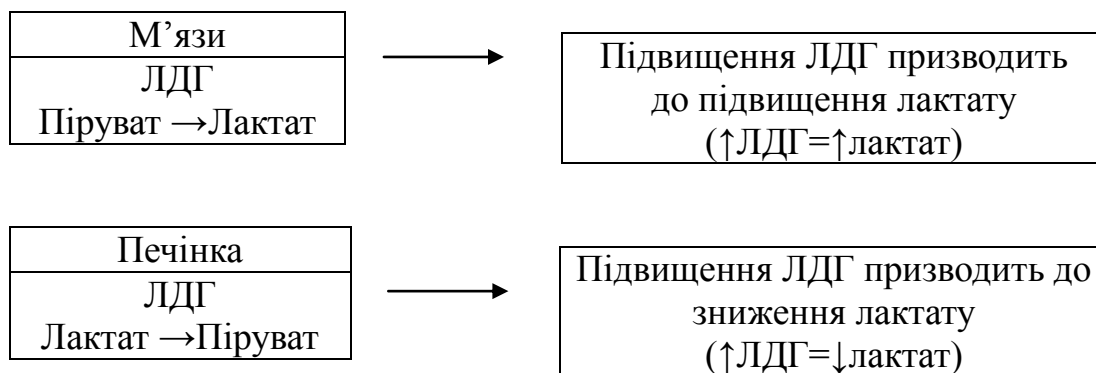 М’язи
ЛДГ
Піруват →Лактат
Підвищення ЛДГ призводить
до підвищення лактату
(↑ЛДГ=↑лактат)
Печінка
ЛДГ
Лактат →Піруват
Підвищення ЛДГ призводить до
зниження лактату
(↑ЛДГ=↓лактат)